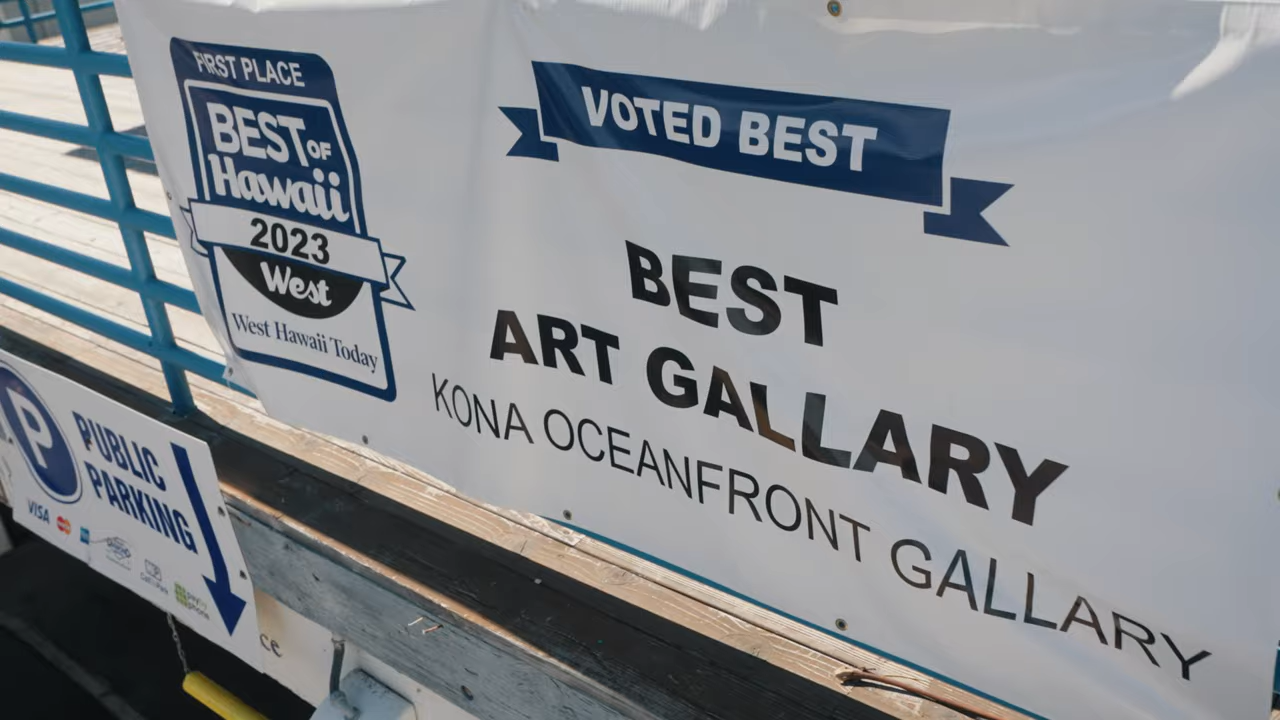 FIRST PLACE
BEST OF
Hawaii
2023
West
West Hawaii Today
VOTED BEST
BEST
ART GALLARY
KONA OCEANFRONT GALLARY
P
PUBLIC
PARKING
VISA
ce